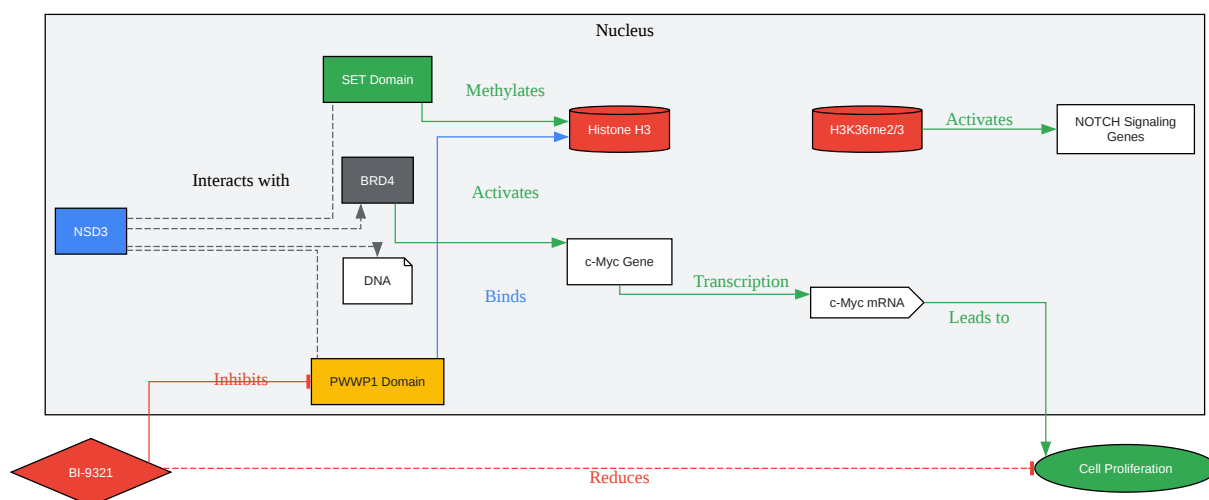 Nucleus
SET Domain
Methylates
Histone H3
H3K36me2/3
Activates
NOTCH Signaling
Genes
Interacts with
BRD4
Activates
NSD3
DNA
c-Myc Gene
Binds
Transcription
c-Myc mRNA
Leads to
Inhibits
PWWP1 Domain
BI-9321
Reduces
Cell Proliferation